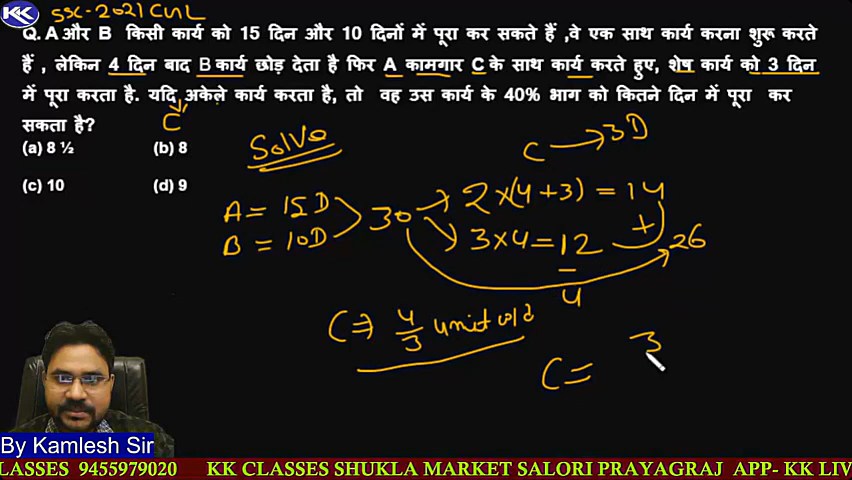 KK SSC-2021 CHSL
Q. A और B किसी कार्य को 15 दिन और 10 दिनों में पूरा कर सकते हैं ,वे एक साथ कार्य करना शुरू करते
हैं , लेकिन 4 दिन बाद B कार्य छोड़ देता है फिर A कामगार C के साथ कार्य करते हुए, शेष कार्य को 3 दिन
में पूरा करता है. यदि अकेले कार्य करता है, तो वह उस कार्य के 40% भाग को कितने दिन में पूरा कर
सकता है?
C
(a) 8 ½ (b) 8
(c) 10 (d) 9
Solve
C → 3D
A = 15D
B = 10D
30
2×(4+3) = 14
3×4 = 12
+
26
4
C ⇒ 4/3 unit
C = 3
By Kamlesh Sir
LASSES 9455979020 KK CLASSES SHUKLA MARKET SALORI PRAYAGRAJ APP- KK LIV